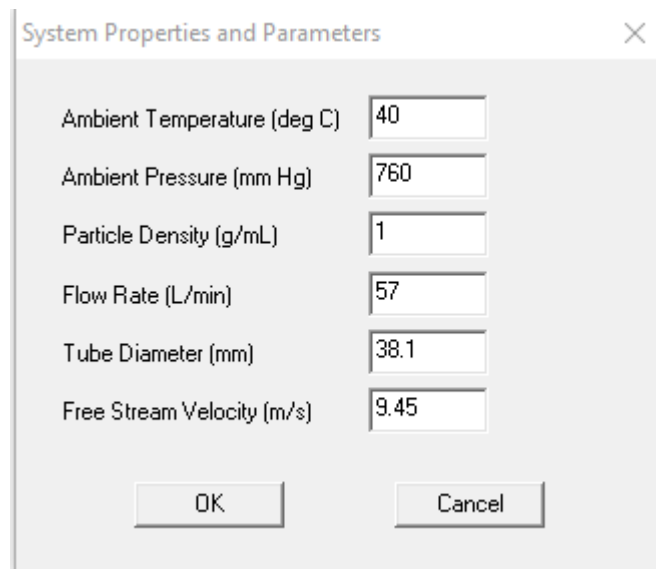 System Properties and Parameters
Ambient Temperature (deg C) 40
Ambient Pressure (mm Hg) 760
Particle Density (g/mL) 1
Flow Rate (L/min) 57
Tube Diameter (mm) 38.1
Free Stream Velocity (m/s) 9.45
OK Cancel